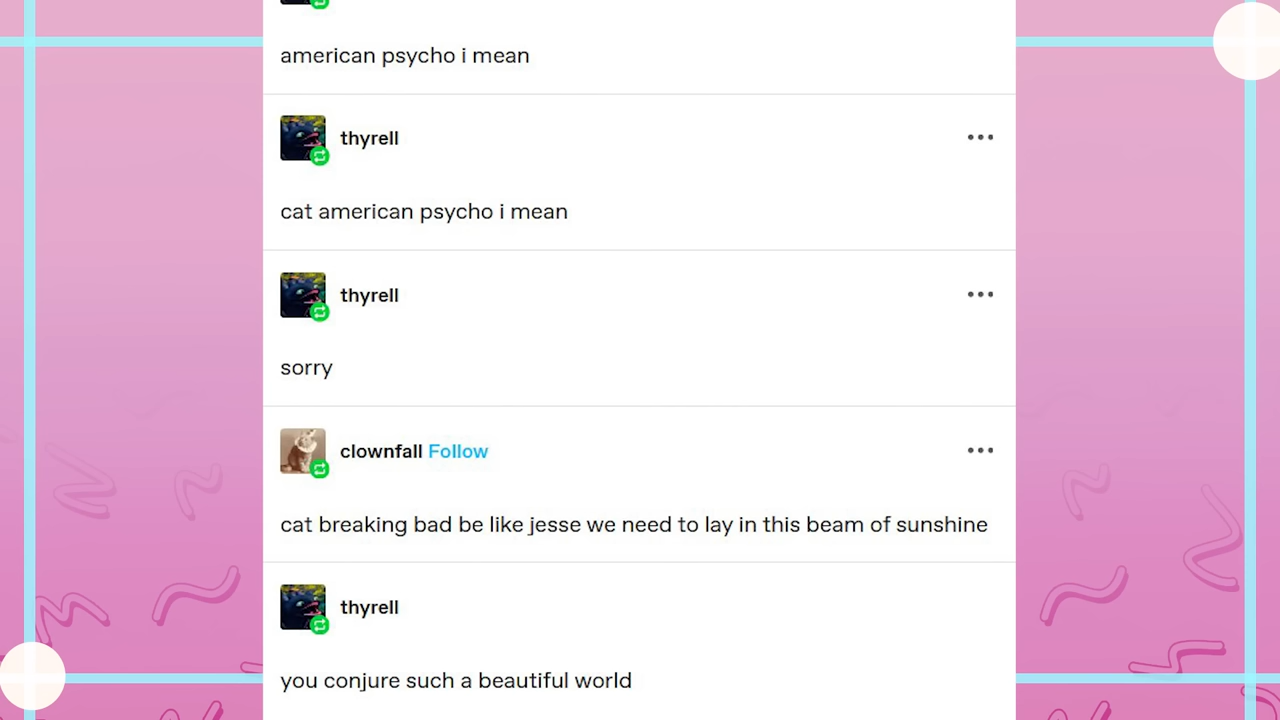 american psycho i mean
thyrell
cat american psycho i mean
thyrell
sorry
clownfall Follow
cat breaking bad be like jesse we need to lay in this beam of sunshine
thyrell
you conjure such a beautiful world